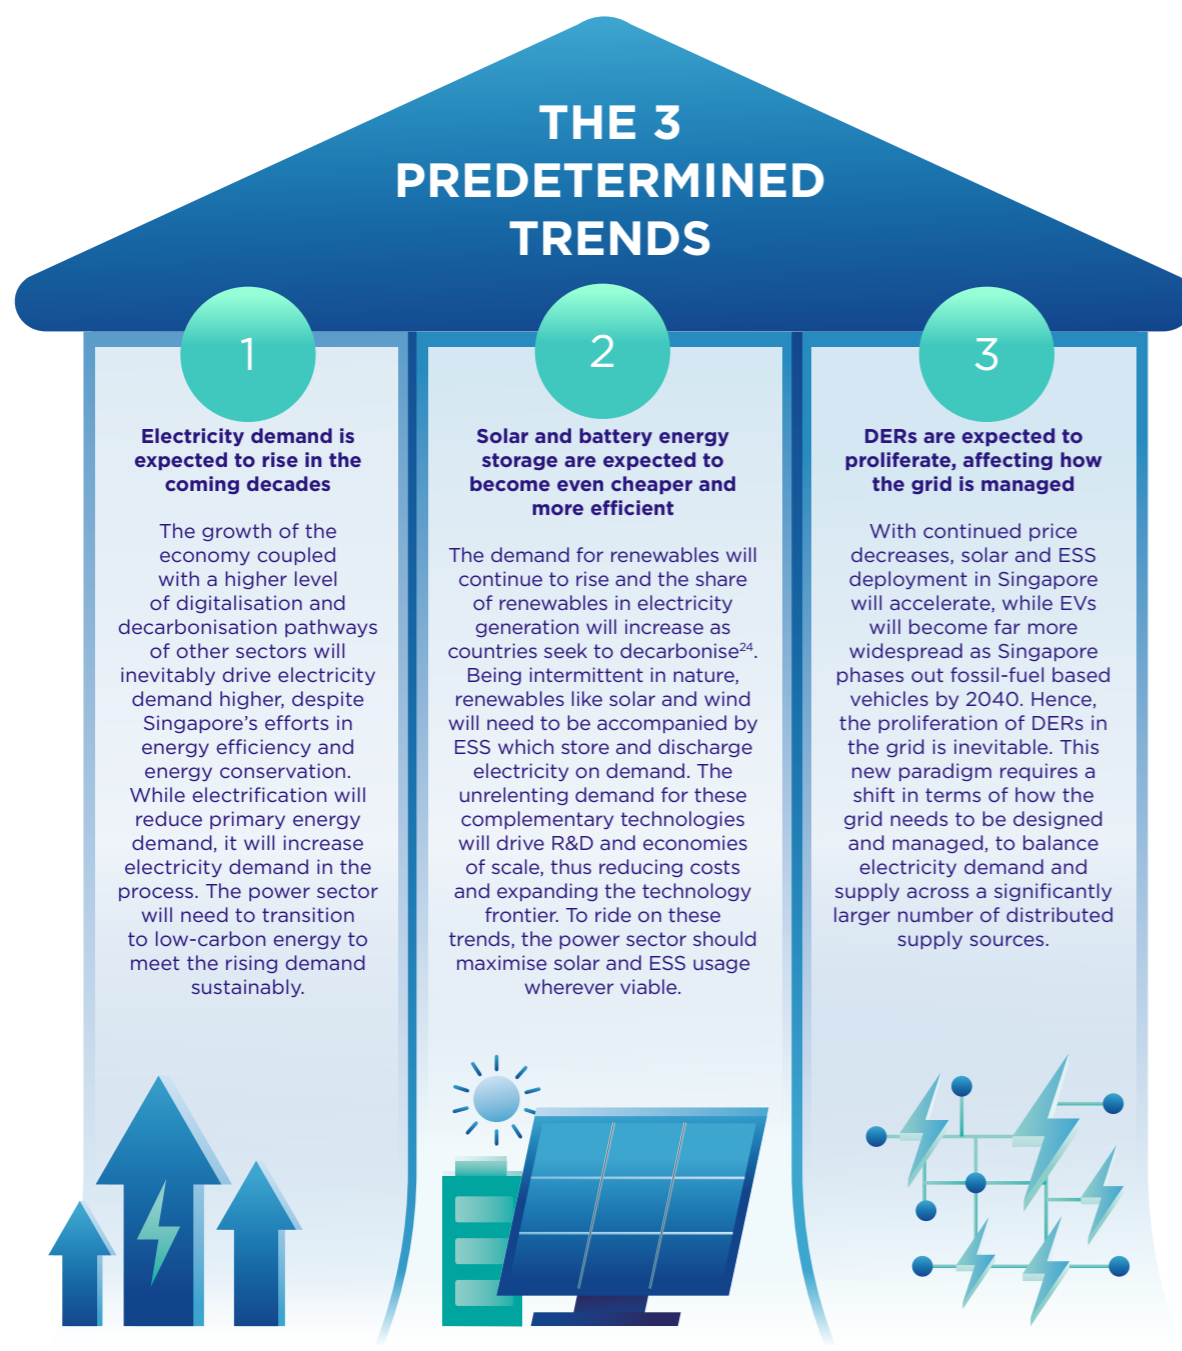 THE 3
PREDETERMINED
TRENDS
1
Electricity demand is
expected to rise in the
coming decades
The growth of the
economy coupled
with a higher level
of digitalisation and
decarbonisation pathways
of other sectors will
inevitably drive electricity
demand higher, despite
Singapore’s efforts in
energy efficiency and
energy conservation.
While electrification will
reduce primary energy
demand, it will increase
electricity demand in the
process. The power sector
will need to transition
to low-carbon energy to
meet the rising demand
sustainably.
2
Solar and battery energy
storage are expected to
become even cheaper and
more efficient
The demand for renewables will
continue to rise and the share
of renewables in electricity
generation will increase as
countries seek to decarbonise²⁴.
Being intermittent in nature,
renewables like solar and wind
will need to be accompanied by
ESS which store and discharge
electricity on demand. The
unrelenting demand for these
complementary technologies
will drive R&D and economies
of scale, thus reducing costs
and expanding the technology
frontier. To ride on these
trends, the power sector should
maximise solar and ESS usage
wherever viable.
3
DERs are expected to
proliferate, affecting how
the grid is managed
With continued price
decreases, solar and ESS
deployment in Singapore
will accelerate, while EVs
will become far more
widespread as Singapore
phases out fossil-fuel based
vehicles by 2040. Hence,
the proliferation of DERs in
the grid is inevitable. This
new paradigm requires a
shift in terms of how the
grid needs to be designed
and managed, to balance
electricity demand and
supply across a significantly
larger number of distributed
supply sources.